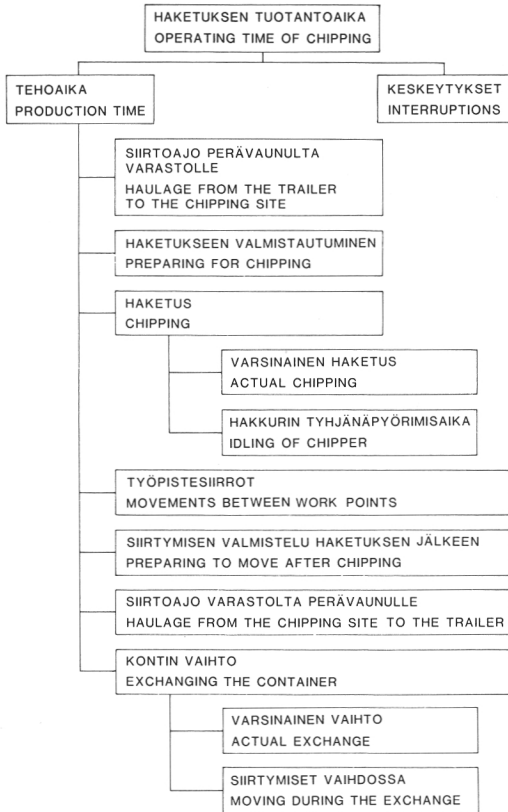 HAKETUKSEN TUOTANTOAIKA
OPERATING TIME OF CHIPPING
TEHOAIKA
PRODUCTION TIME
KESKEYTYKSET
INTERRUPTIONS
SIIRTOAJO PERÄVAUNULTA
VARASTOLLE
HAULAGE FROM THE TRAILER
TO THE CHIPPING SITE
HAKETUKSEEN VALMISTAUTUMINEN
PREPARING FOR CHIPPING
HAKETUS
CHIPPING
VARSINAINEN HAKETUS
ACTUAL CHIPPING
HAKKURIN TYHJÄNÄPYÖRIMISAIKA
IDLING OF CHIPPER
TYÖPISTESIIRROT
MOVEMENTS BETWEEN WORK POINTS
SIIRTYMISEN VALMISTELU HAKETUKSEN JÄLKEEN
PREPARING TO MOVE AFTER CHIPPING
SIIRTOAJO VARASTOLTA PERÄVAUNULLE
HAULAGE FROM THE CHIPPING SITE TO THE TRAILER
KONTIN VAIHTO
EXCHANGING THE CONTAINER
VARSINAINEN VAIHTO
ACTUAL EXCHANGE
SIIRTYMISET VAIHDOSSA
MOVING DURING THE EXCHANGE